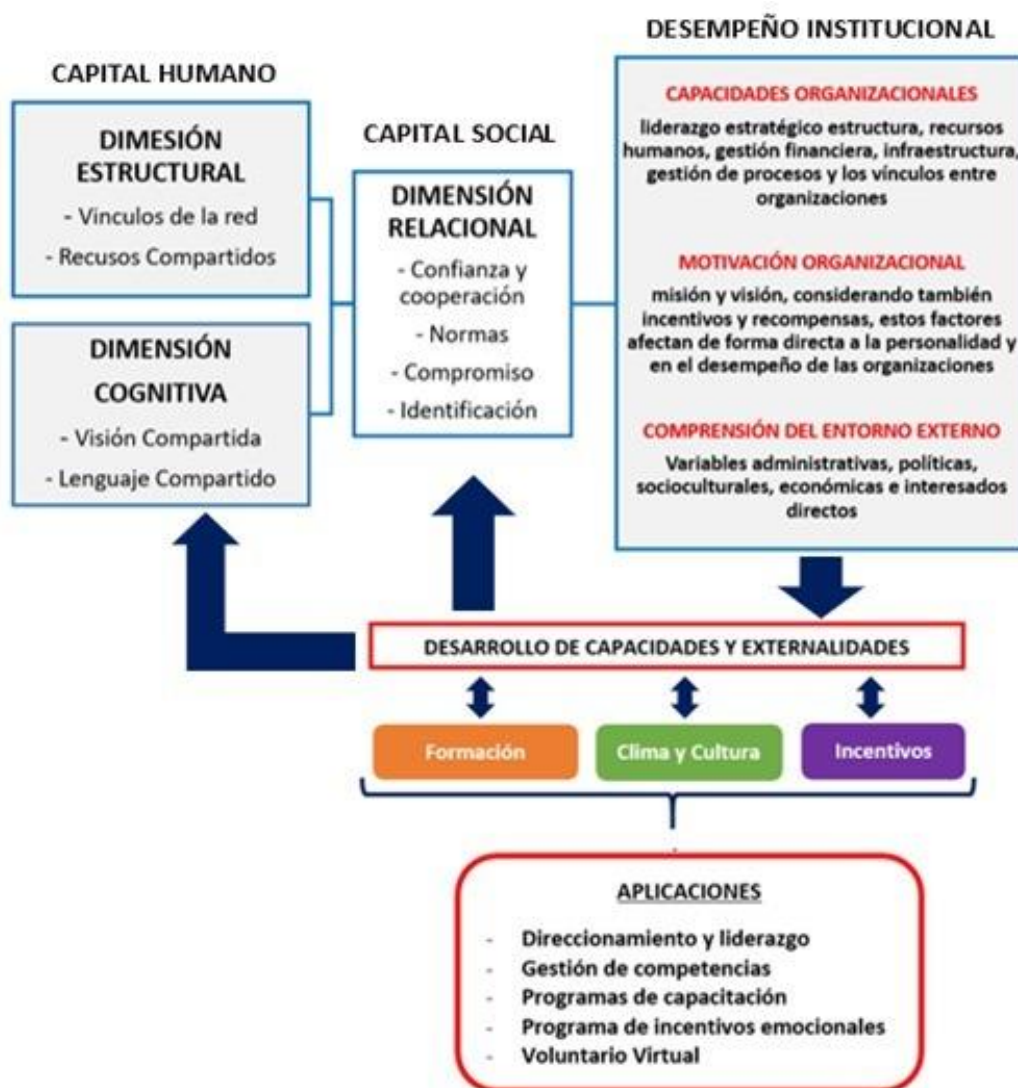 CAPITAL HUMANO
DIMESIÓN
ESTRUCTURAL
- Vinculos de la red
- Recusos Compartidos
DIMENSIÓN
COGNITIVA
- Visión Compartida
- Lenguaje Compartido
CAPITAL SOCIAL
DIMENSIÓN
RELACIONAL
- Confianza y
cooperación
- Normas
- Compromiso
- Identificación
DESEMPEÑO INSTITUCIONAL
CAPACIDADES ORGANIZACIONALES
liderazgo estratégico estructura, recursos
humanos, gestión financiera, infraestructura,
gestión de procesos y los vínculos entre
organizaciones
MOTIVACIÓN ORGANIZACIONAL
misión y visión, considerando también
incentivos y recompensas, estos factores
afectan de forma directa a la personalidad y
en el desempeño de las organizaciones
COMPRENSIÓN DEL ENTORNO EXTERNO
Variables administrativas, políticas,
socioculturales, económicas e interesados
directos
DESARROLLO DE CAPACIDADES Y EXTERNALIDADES
Formación
Clima y Cultura
Incentivos
APLICACIONES
- Direccionamiento y liderazgo
- Gestión de competencias
- Programas de capacitación
- Programa de incentivos emocionales
- Voluntario Virtual